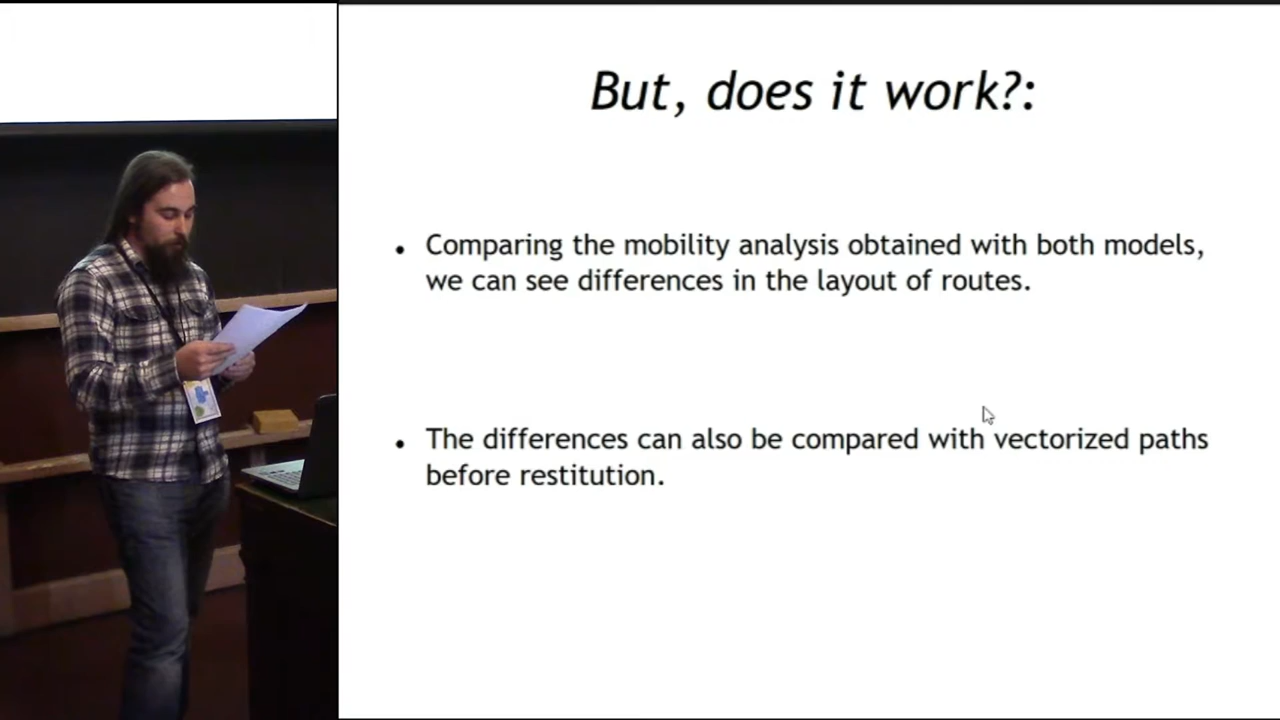 But, does it work?:
• Comparing the mobility analysis obtained with both models,
we can see differences in the layout of routes.
• The differences can also be compared with vectorized paths
before restitution.